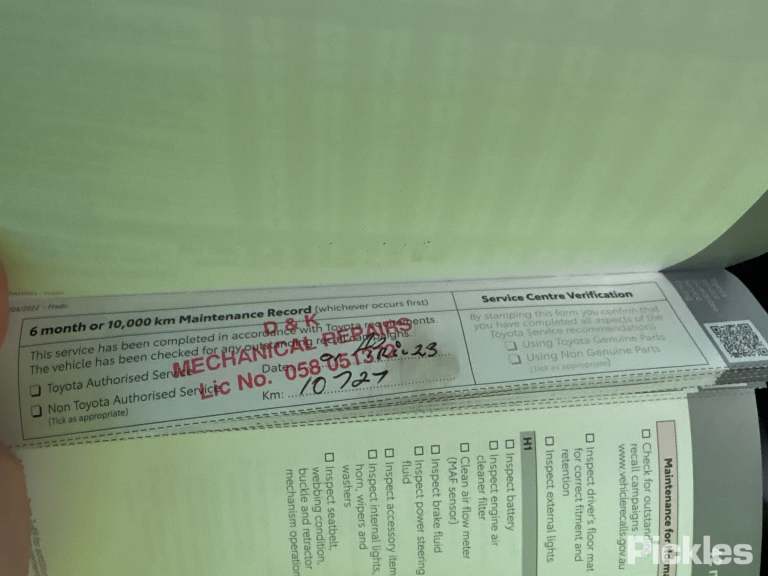 6 month or 10,000 km Maintenance Record (whichever occurs first)
This service has been completed in accordance with Toyota
The vehicle has been checked for any outstanding
Toyota Authorised
Non Toyota Authorised Service
(Tick as appropriate)
Date:
Km: 10 727
D & K
MECHANICAL REPAIRS
Lic No. 058
Service Centre Verification
By stamping this form, you confirm that
you have completed all aspects of the
Toyota Service recommendations
Using Toyota Genuine Parts
Using Non Genuine Parts
(Tick as appropriate)
Maintenance for
Check for
recall campaigns
www.vehiclerecalls.gov.au
Inspect driver's floor mat
for correct fitment and
retention
Inspect external lights
H1
Inspect battery
Inspect engine air
cleaner filter
Clean air flow meter
(MAF sensor)
Inspect brake fluid
Inspect power steering
fluid
Inspect accessory
Inspect internal lights,
horn, wipers and
washers
Inspect seatbelt,
webbing condition,
buckle and retractor
mechanism
Pickles